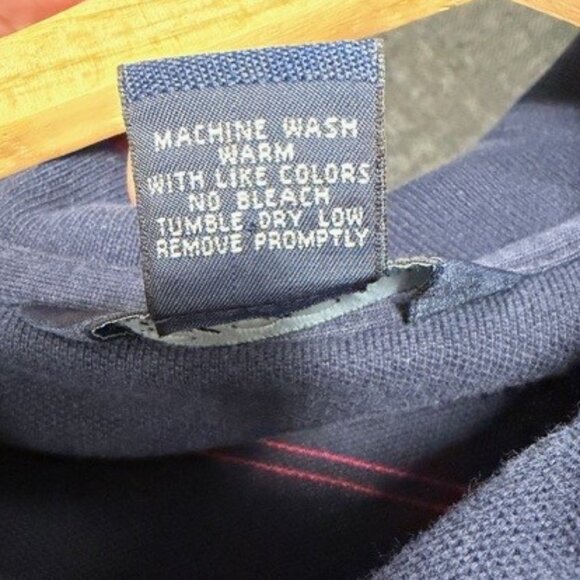 MACHINE WASH
WARM
WITH LIKE COLORS
NO BLEACH
TUMBLE DRY LOW
REMOVE PROMPTLY